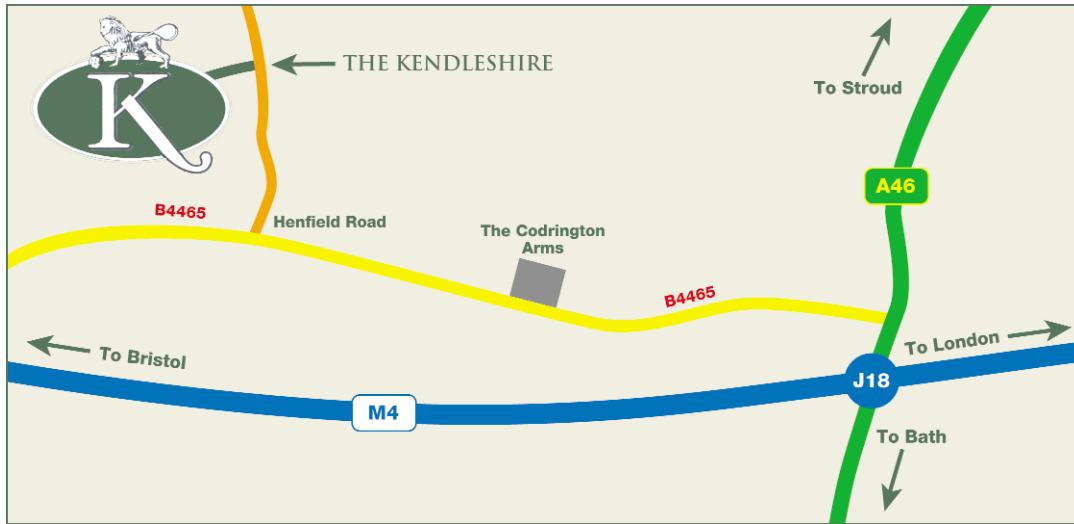 K
THE KENDLESHIRE
To Stroud
A46
B4465
Henfield Road
The Codrington
Arms
B4465
To Bristol
To London
M4
J18
To Bath